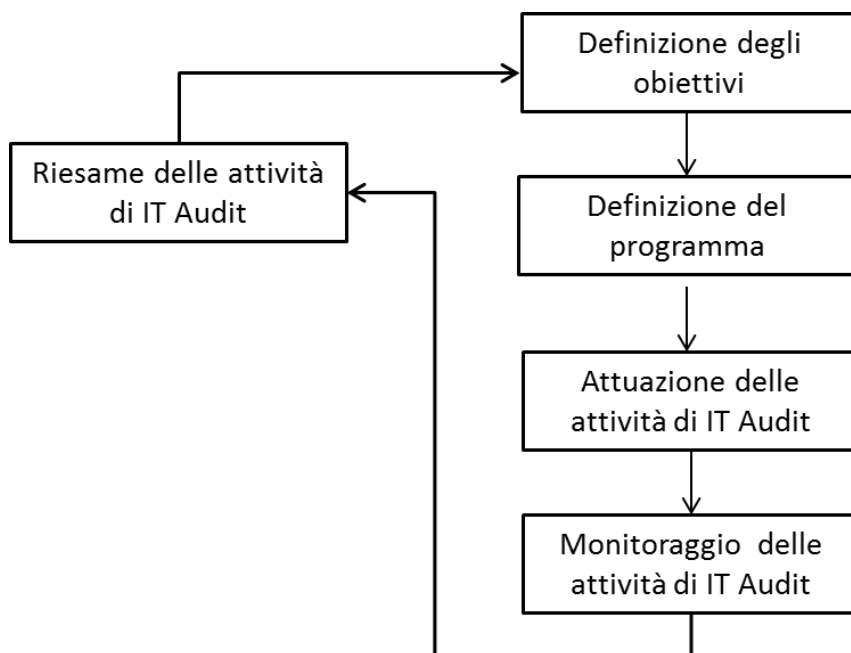 Definizione degli
obiettivi
Riesame delle attività
di IT Audit
Definizione del
programma
Attuazione delle
attività di IT Audit
Monitoraggio delle
attività di IT Audit